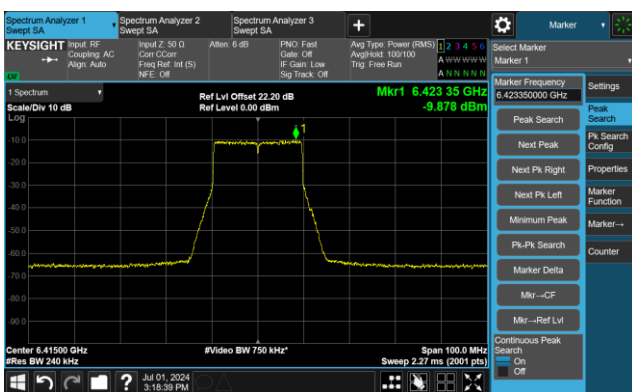 Spectrum Analyzer 1
Swept SA
Spectrum Analyzer 2
Swept SA
Spectrum Analyzer 3
Swept SA
Marker
KEYSIGHT
Input: RF
Coupling: AC
Align: Auto
Input Z: 50 Ω
Corr CCorr
Freq Ref: Int (S)
NFE: Off
Atten: 6 dB
PNO: Fast
Gate: Off
IF Gain: Low
Sig Track: Off
Avg Type: Power (RMS)
Avg|Hold: 100/100
Trig: Free Run
1 2 3 4 5 6
A W W W W W
A N N N N N
LXI
1 Spectrum
Scale/Div 10 dB
Log
Ref Lvl Offset 22.20 dB
Ref Level 0.00 dBm
Mkr1 6.423 35 GHz
-9.878 dBm
1
-10.0
-20.0
-30.0
-40.0
-50.0
-60.0
-70.0
-80.0
-90.0
Center 6.41500 GHz
#Res BW 240 kHz
#Video BW 750 kHz*
Span 100.0 MHz
Sweep 2.27 ms (2001 pts)
Jul 01, 2024
3:18:39 PM
Select Marker
Marker 1
Marker Frequency
6.423350000 GHz
Peak Search
Next Peak
Next Pk Right
Next Pk Left
Minimum Peak
Pk-Pk Search
Marker Delta
Mkr→CF
Mkr→Ref Lvl
Continuous Peak
Search
On
Off
Settings
Peak
Search
Pk Search
Config
Properties
Marker
Function
Marker→
Counter